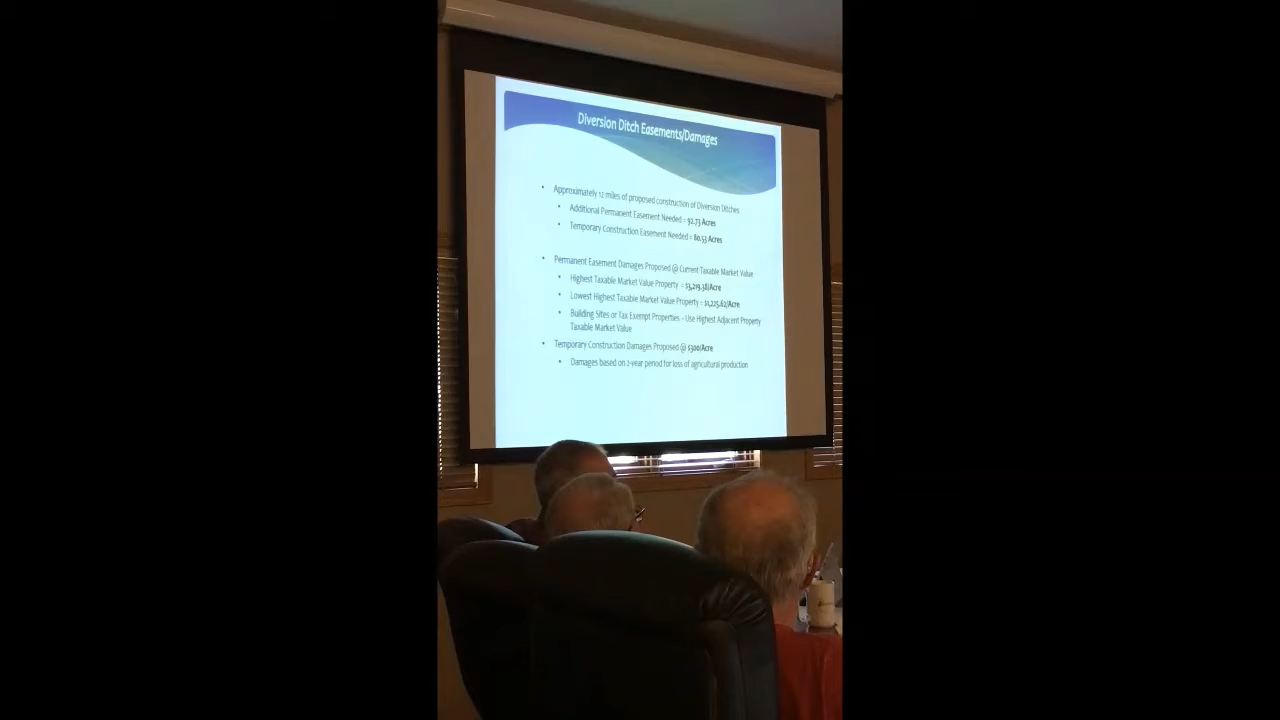 Diversion Ditch Easements/Damages
• Approximately 12 miles of proposed construction of Diversion Ditches
• Additional Permanent Easement Needed = 92.73 Acres
• Temporary Construction Easement Needed = 80.53 Acres
• Permanent Easement Damages Proposed @ Current Taxable Market Value
• Highest Taxable Market Value Property = $3,219.38/Acre
• Lowest Highest Taxable Market Value Property = $1,225.62/Acre
• Building Sites or Tax Exempt Properties – Use Highest Adjacent Property
Taxable Market Value
• Temporary Construction Damages Proposed @ $300/Acre
• Damages based on 2-year period for loss of agricultural production